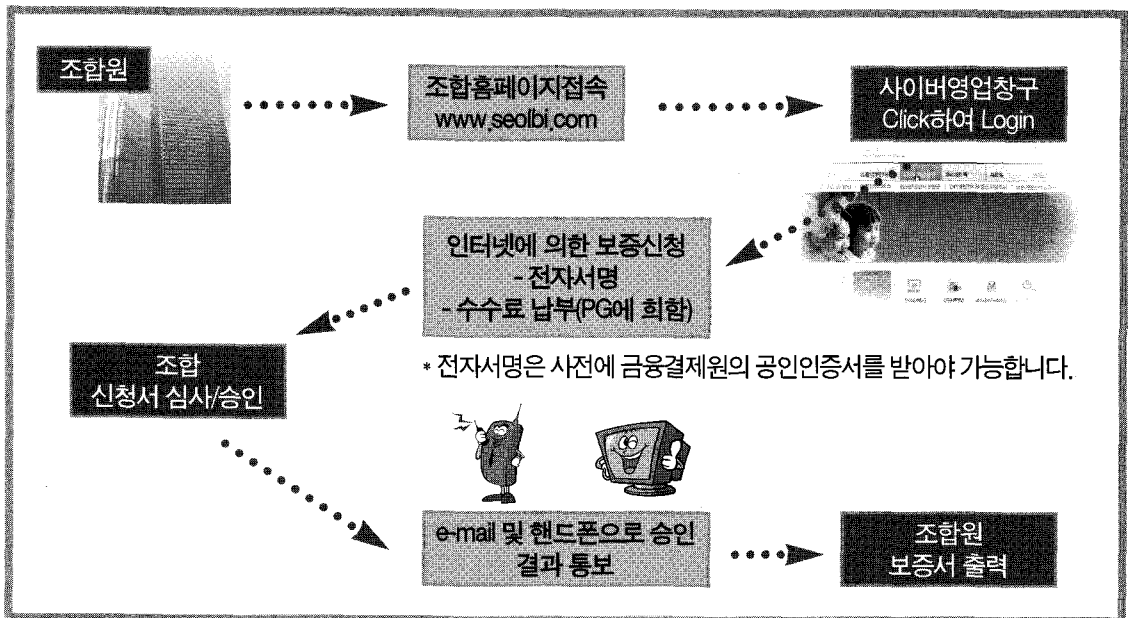 조합원
조합홈페이지접속
www.seolbi.com
사이버영업창구
Click하여 Login
인터넷에 의한 보증신청
- 전자서명
- 수수료 납부(PG에 희함)
* 전자서명은 사전에 금융결제원의 공인인증서를 받아야 가능합니다.
조합
신청서 심사/승인
e-mail 및 핸드폰으로 승인
결과 통보
조합원
보증서 출력